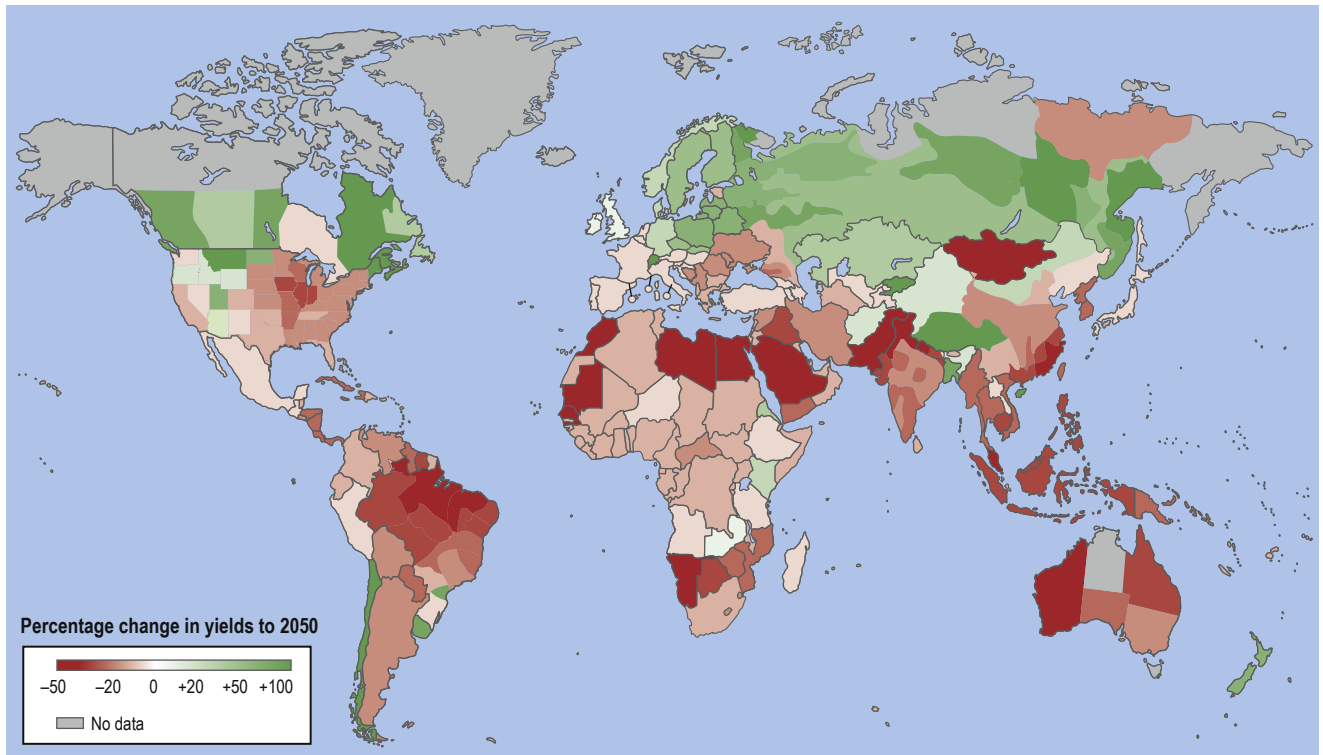 Percentage change in yields to 2050
–50 –20 0 +20 +50 +100
No data